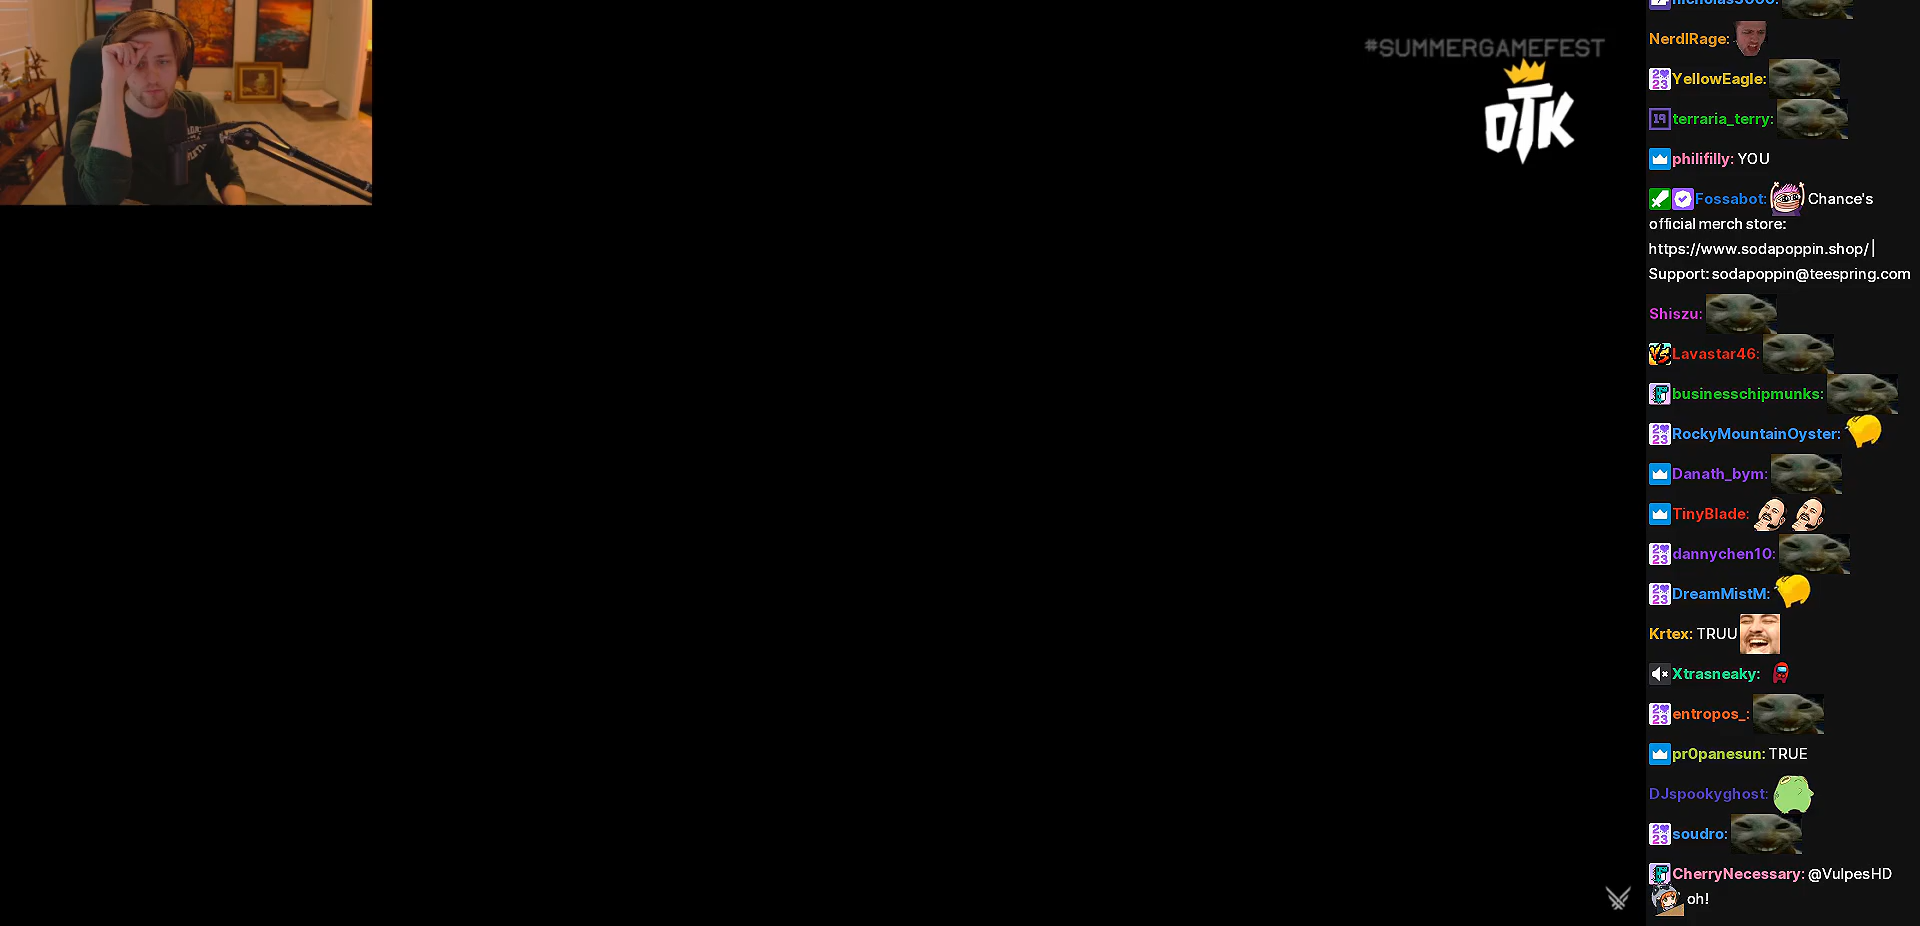 #SUMMERGAMEFEST
OTK
NerdIRage:
YellowEagle:
terraria_terry:
philifilly: YOU
Fossabot: Chance's
official merch store:
https://www.sodapoppin.shop/ |
Support: sodapoppin@teespring.com
Shiszu:
Lavastar46:
businesschipmunks:
RockyMountainOyster:
Danath_bym:
TinyBlade:
dannychen10:
DreamMistM:
Krtex: TRUU
Xtrasneaky:
entropos_:
pr0panesun: TRUE
DJspookyghost:
soudro:
CherryNecessary: @VulpesHD
oh!